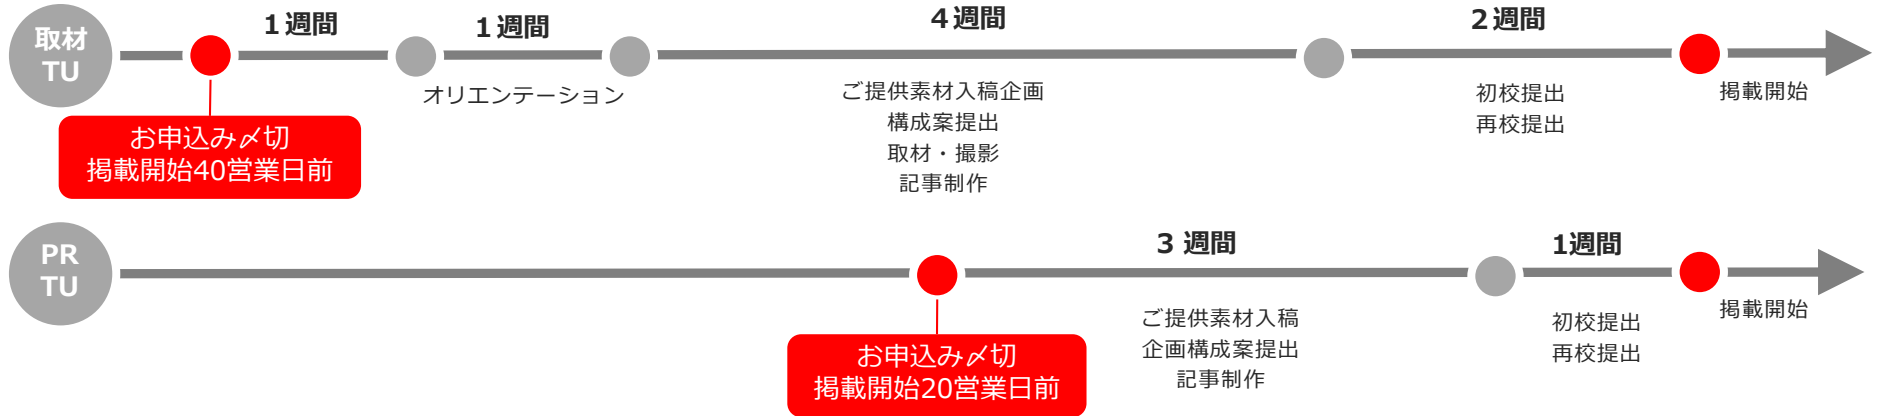 取材
TU
1週間
1週間
4週間
2週間
オリエンテーション
ご提供素材入稿企画
構成案提出
取材・撮影
記事制作
初校提出
再校提出
掲載開始
お申込み〆切
掲載開始40営業日前
PR
TU
3 週間
1週間
ご提供素材入稿
企画構成案提出
記事制作
初校提出
再校提出
掲載開始
お申込み〆切
掲載開始20営業日前